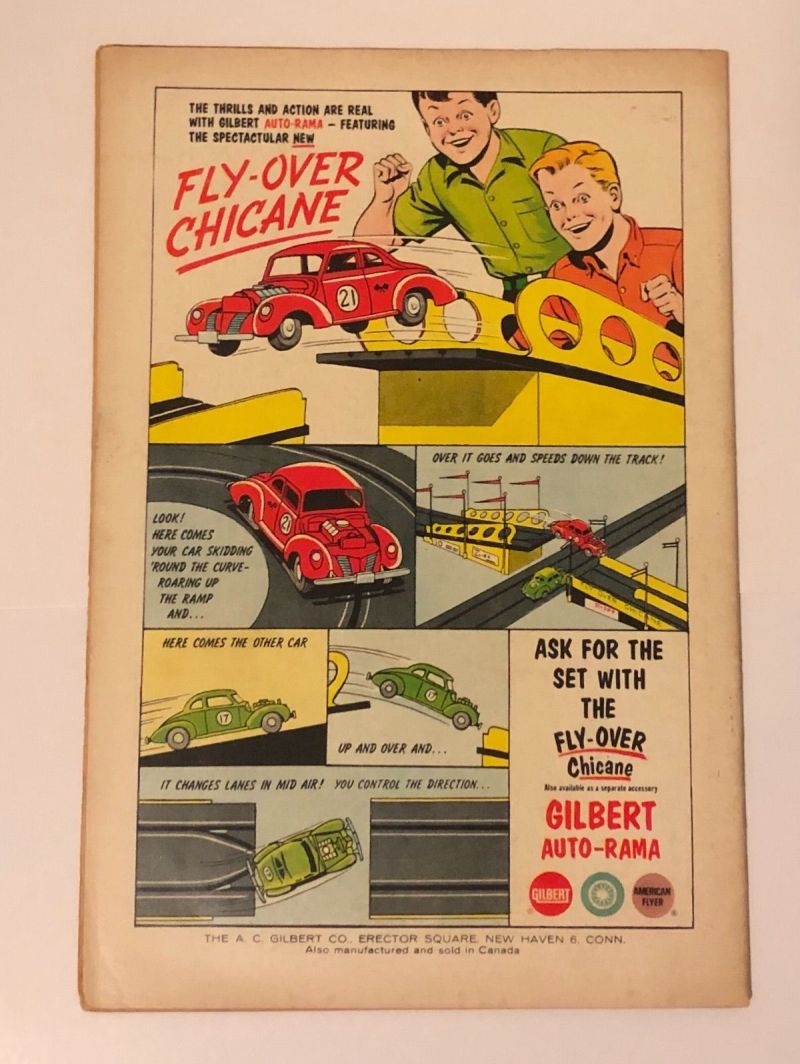 THE THRILLS AND ACTION ARE REAL
WITH GILBERT AUTO-RAMA – FEATURING
THE SPECTACULAR NEW
FLY-OVER
CHICANE
21
LOOK!
HERE COMES
YOUR CAR SKIDDING
'ROUND THE CURVE-
ROARING UP
THE RAMP
AND...
21
OVER IT GOES AND SPEEDS DOWN THE TRACK!
HERE COMES THE OTHER CAR
17
17
UP AND OVER AND...
IT CHANGES LANES IN MID AIR! YOU CONTROL THE DIRECTION...
ASK FOR THE
SET WITH
THE
FLY-OVER
Chicane
Also available as a separate accessory
GILBERT
AUTO-RAMA
GILBERT
AMERICAN
FLYER
®
THE A. C. GILBERT CO., ERECTOR SQUARE, NEW HAVEN 6, CONN.
Also manufactured and sold in Canada